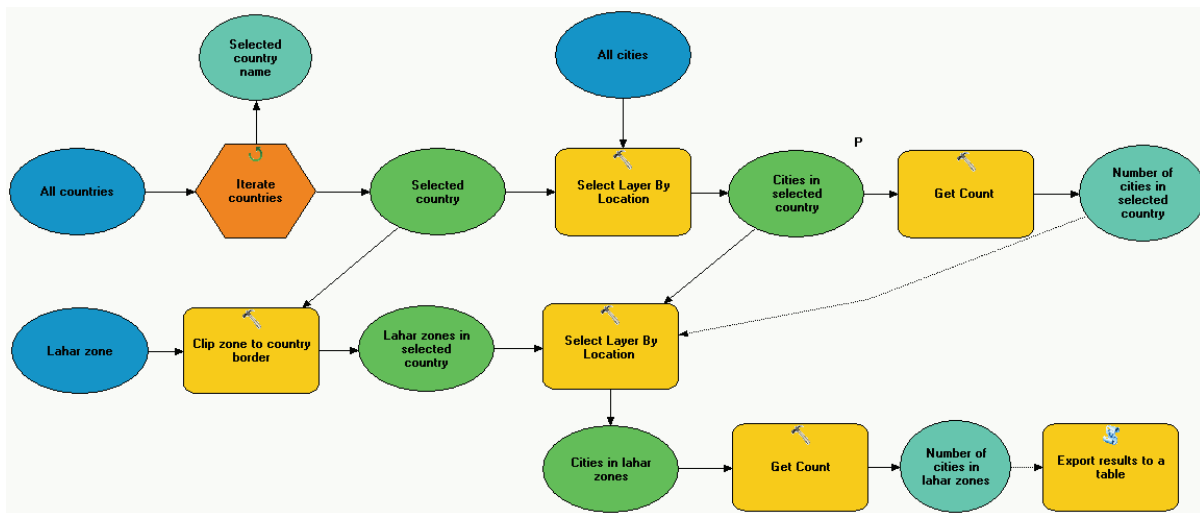 Selected
country
name
All cities
All countries
Iterate
countries
Selected
country
Select Layer By
Location
Cities in
selected
country
P
Get Count
Number of
cities in
selected
country
Lahar zone
Clip zone to country
border
Lahar zones in
selected
country
Select Layer By
Location
Cities in lahar
zones
Get Count
Number of
cities in
lahar zones
Export results to a
table